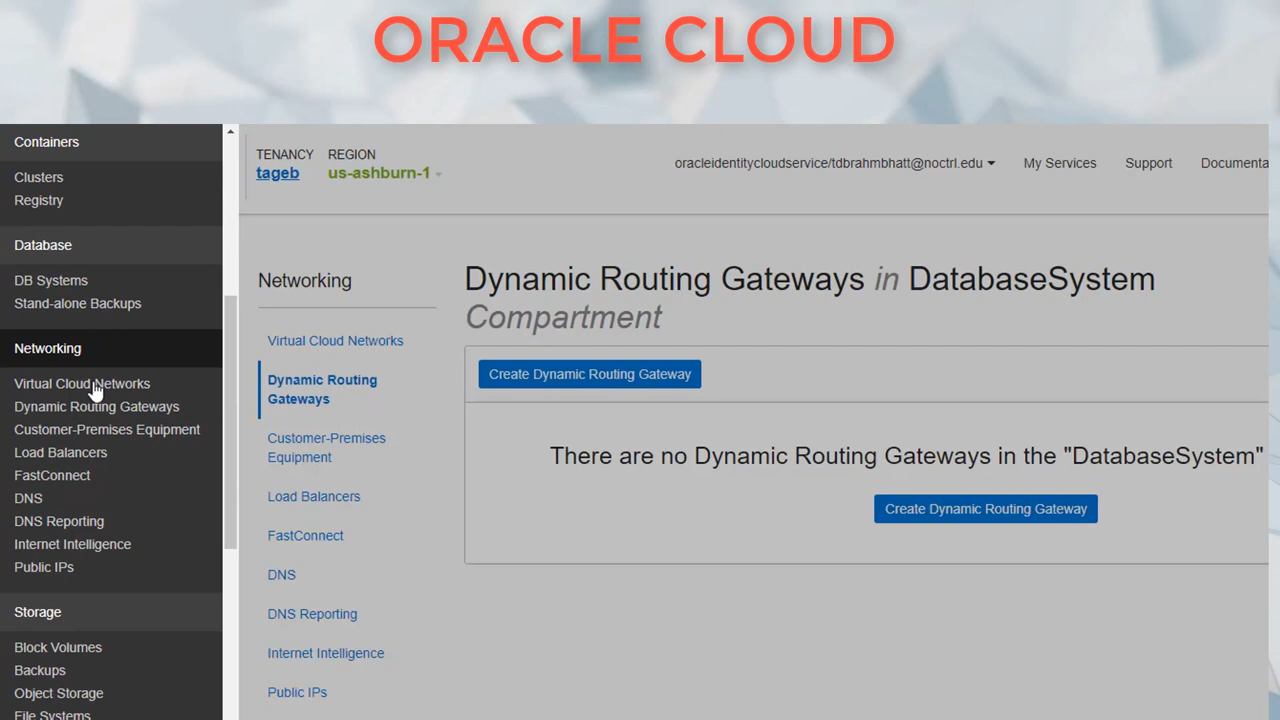 ORACLE CLOUD
Containers
Clusters
Registry
Database
DB Systems
Stand-alone Backups
Networking
Virtual Cloud Networks
Dynamic Routing Gateways
Customer-Premises Equipment
Load Balancers
FastConnect
DNS
DNS Reporting
Internet Intelligence
Public IPs
Storage
Block Volumes
Backups
Object Storage
File Systems
TENANCY REGION
tageb us-ashburn-1
oracleidentitycloudservice/tdbrahmbhatt@noctrl.edu My Services Support Documenta
Networking
Virtual Cloud Networks
Dynamic Routing
Gateways
Customer-Premises
Equipment
Load Balancers
FastConnect
DNS
DNS Reporting
Internet Intelligence
Public IPs
Dynamic Routing Gateways in DatabaseSystem
Compartment
Create Dynamic Routing Gateway
There are no Dynamic Routing Gateways in the "DatabaseSystem"
Create Dynamic Routing Gateway